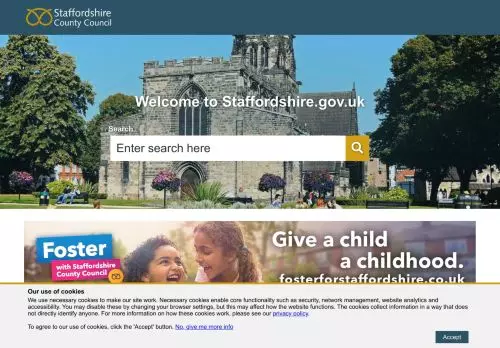 Staffordshire
County Council
Welcome to Staffordshire.gov.uk
Search
Enter search here
Foster
with Staffordshire
County Council
Give a child
a childhood.
fosterforstaffordshire.co.uk
Our use of cookies
We use necessary cookies to make our site work. Necessary cookies enable core functionality such as security, network management, website analytics and
accessibility. You may disable these by changing your browser settings, but this may affect how the website functions. The cookies collect information in a way that does
not directly identify anyone. For more information on how these cookies work, please see our privacy policy.
To agree to our use of cookies, click the 'Accept' button. No, give me more info
Accept